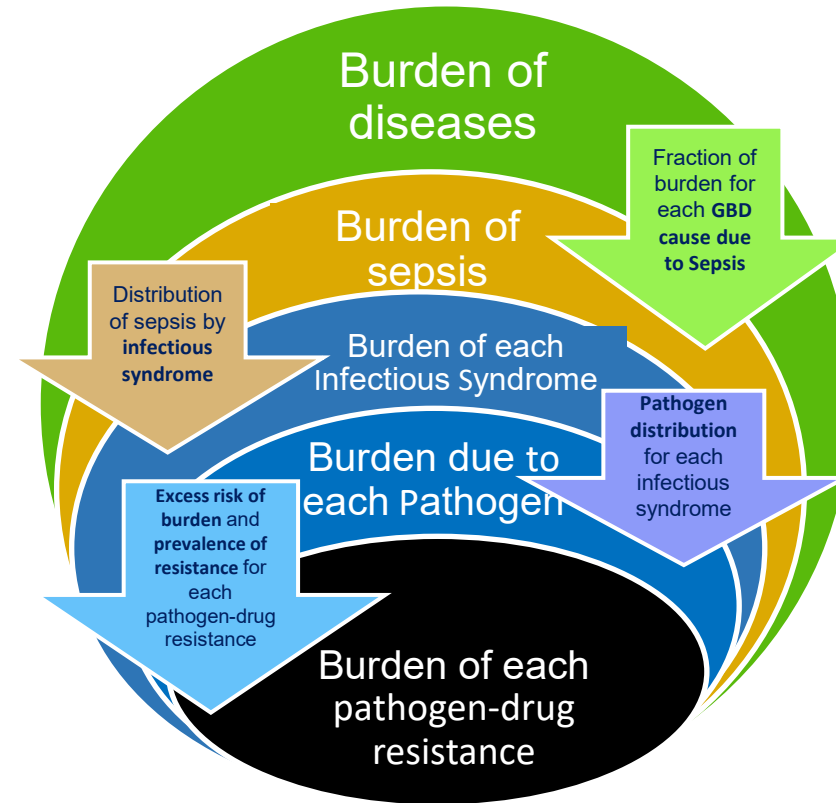 Burden of
diseases
Fraction of
burden for
each GBD
cause due
to Sepsis
Burden of
sepsis
Distribution
of sepsis by
infectious
syndrome
Burden of each
Infectious Syndrome
Pathogen
distribution
for each
infectious
syndrome
Burden due to
each Pathogen
Excess risk of
burden and
prevalence of
resistance for
each
pathogen-drug
resistance
Burden of each
pathogen-drug
resistance